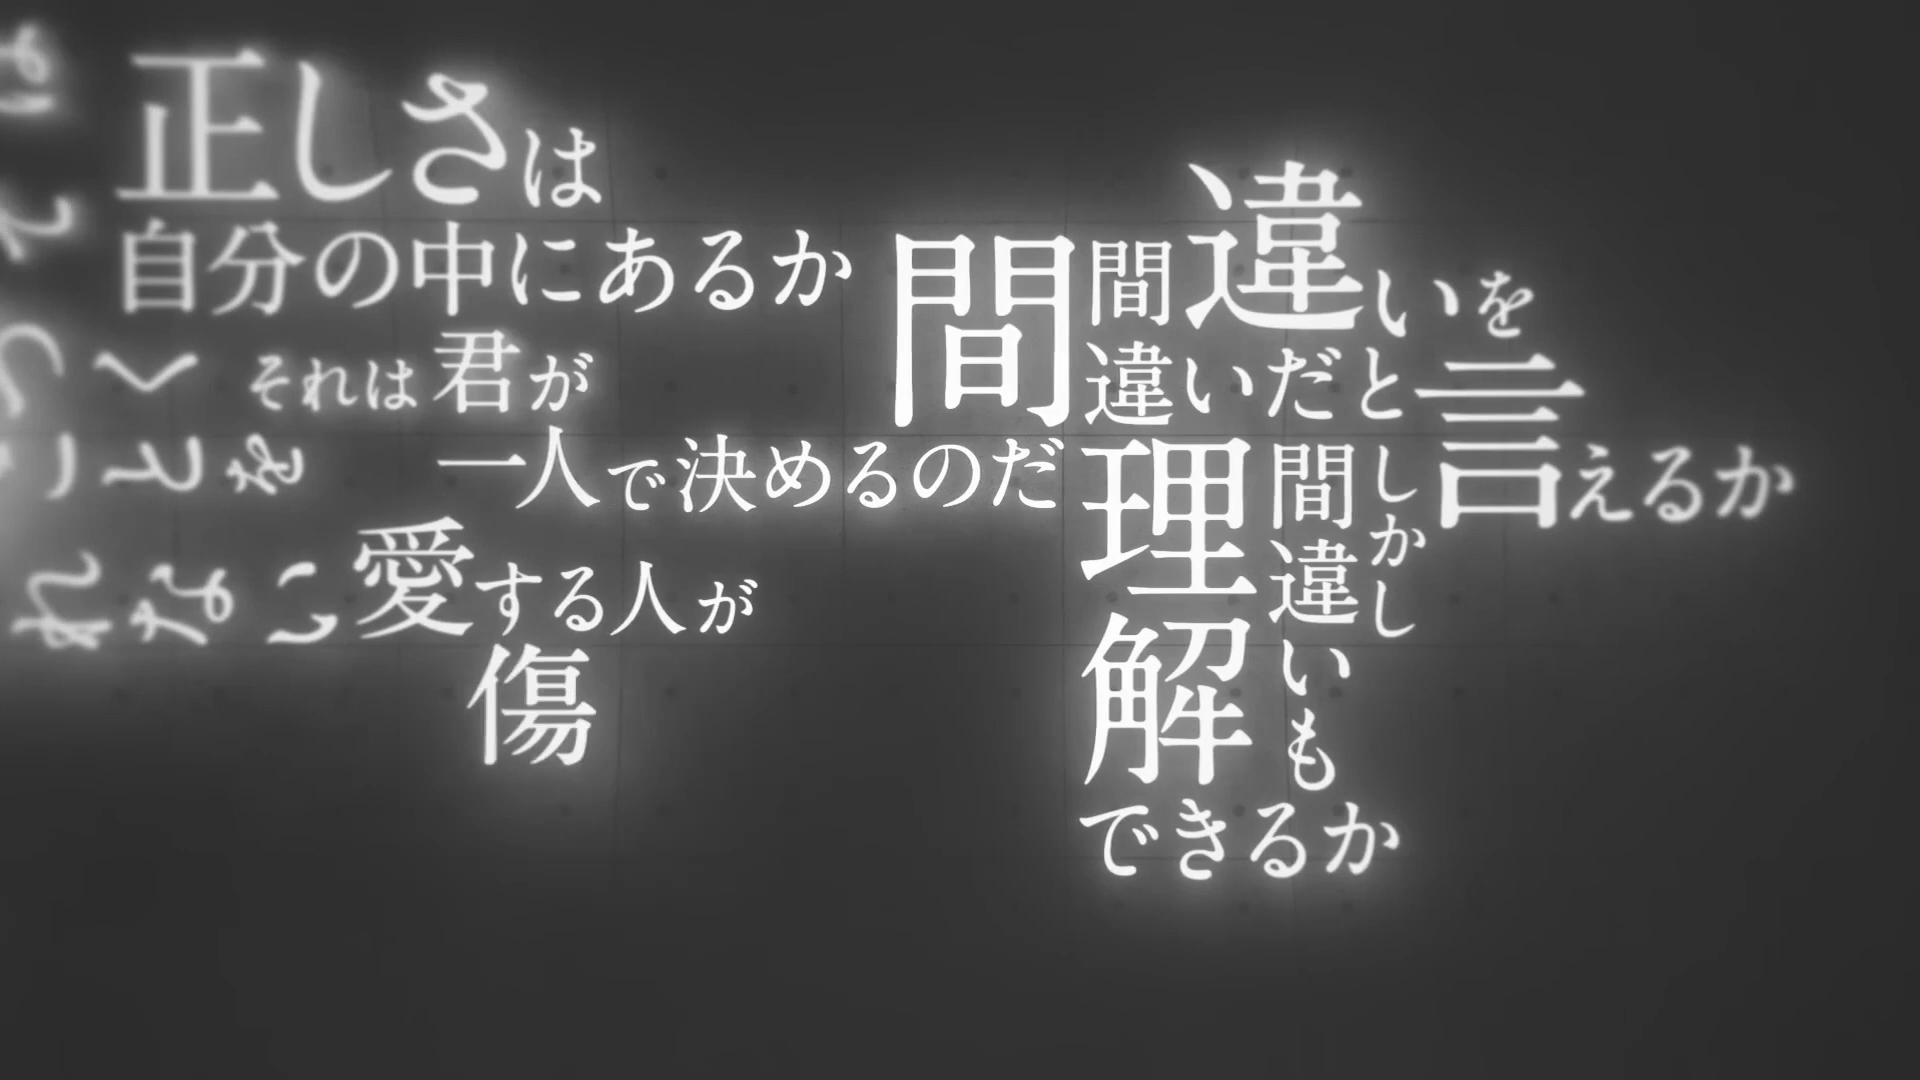 正しさは
自分の中にあるか
それは君が
一人で決めるのだ
愛する人が
傷
間違いを
間違いだと
言えるか
しかし
間違いも
理解
できるか